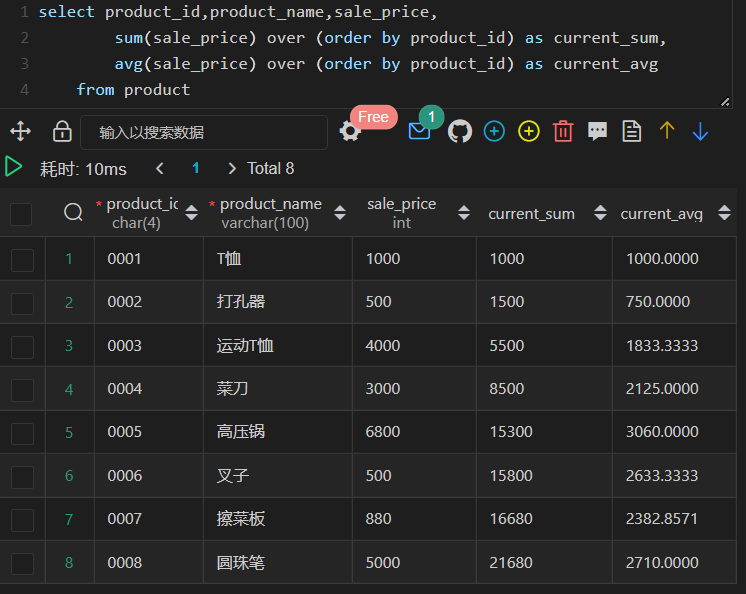 1 select product_id,product_name,sale_price,
2 sum(sale_price) over (order by product_id) as current_sum,
3 avg(sale_price) over (order by product_id) as current_avg
4 from product
输入以搜索数据 Free 1
耗时: 10ms < 1 > Total 8
* product_id * product_name sale_price current_sum current_avg
char(4) varchar(100) int
1 0001 T恤 1000 1000 1000.0000
2 0002 打孔器 500 1500 750.0000
3 0003 运动T恤 4000 5500 1833.3333
4 0004 菜刀 3000 8500 2125.0000
5 0005 高压锅 6800 15300 3060.0000
6 0006 叉子 500 15800 2633.3333
7 0007 擦菜板 880 16680 2382.8571
8 0008 圆珠笔 5000 21680 2710.0000